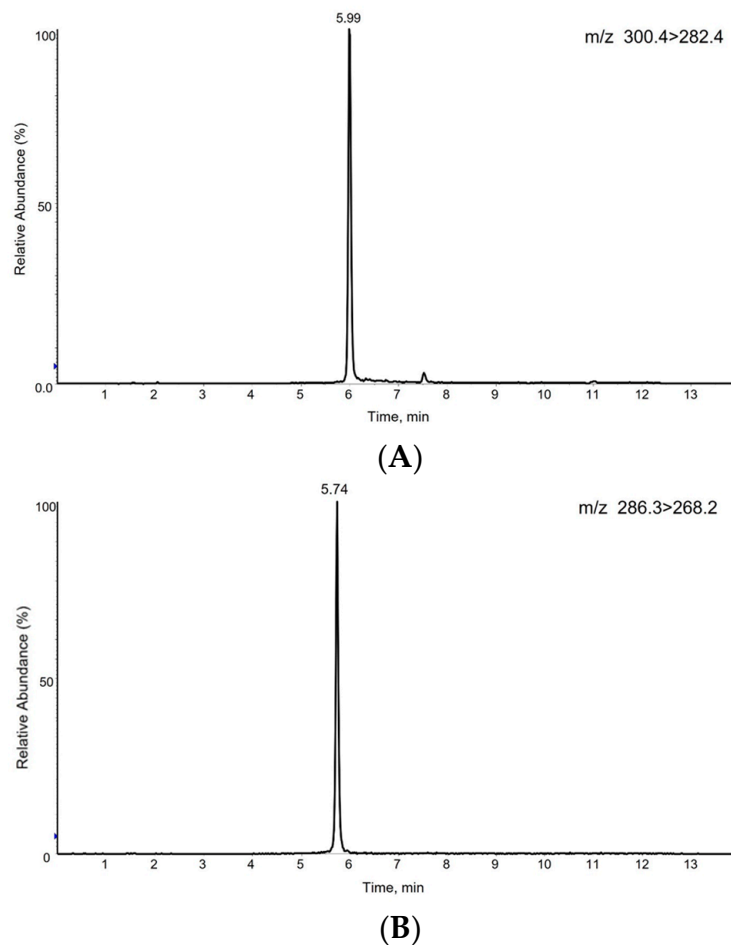 5.99
100
m/z 300.4>282.4
Relative Abundance (%)
50
0.0
1 2 3 4 5 6 7 8 9 10 11 12 13
Time, min
(A)
5.74
100
m/z 286.3>268.2
Relative Abundance (%)
50
0
1 2 3 4 5 6 7 8 9 10 11 12 13
Time, min
(B)